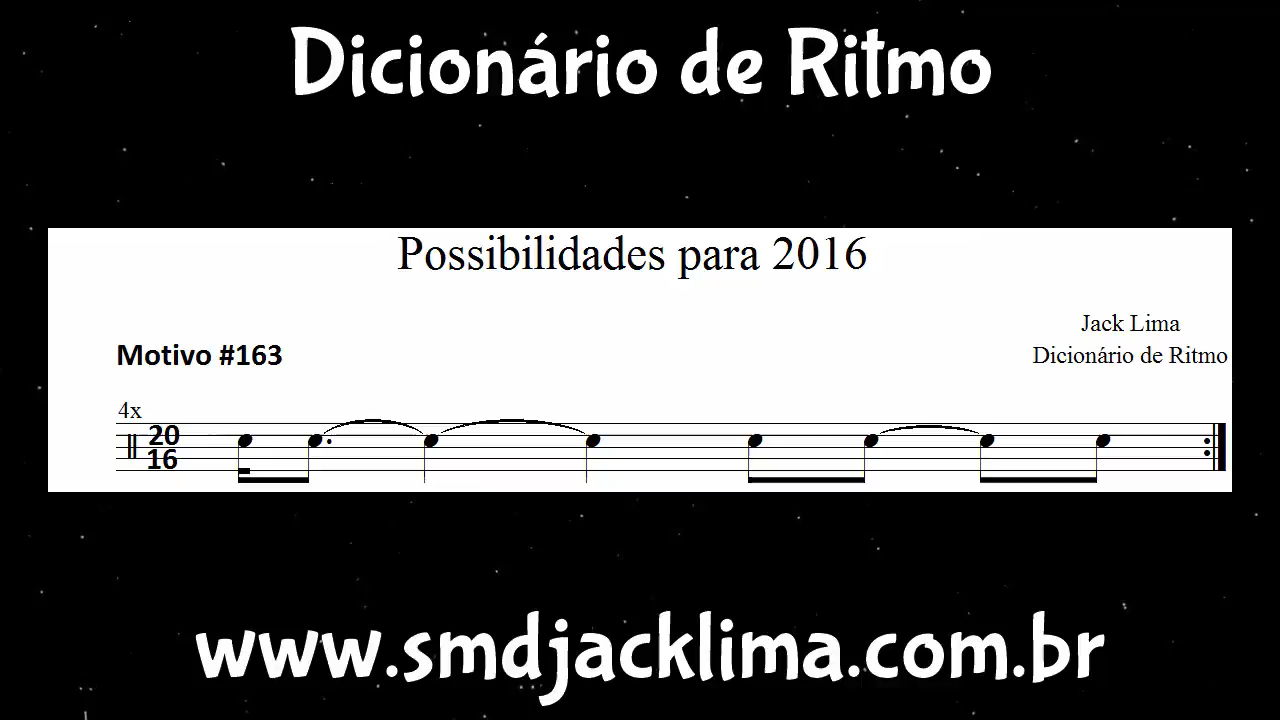 Dicionário de Ritmo
Possibilidades para 2016
Jack Lima
Motivo #163
Dicionário de Ritmo
4x
20
16
www.smdjacklima.com.br